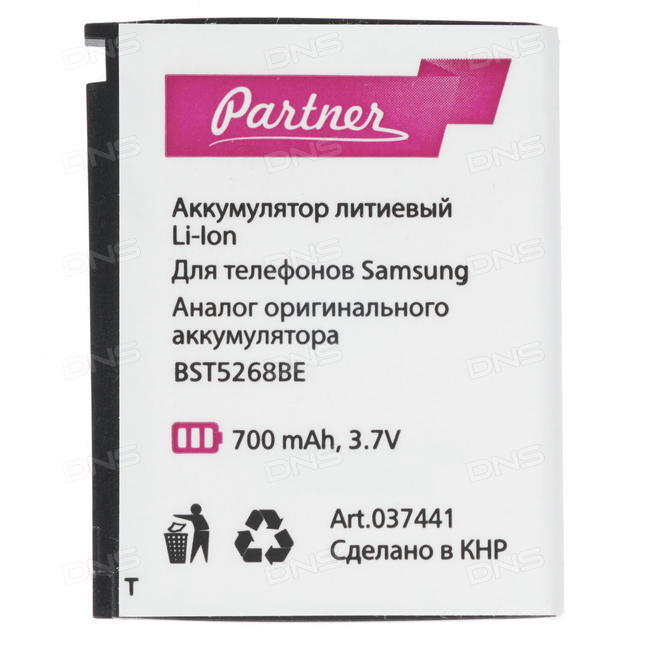 Partner
Аккумулятор литиевый
Li-Ion
Для телефонов Samsung
Аналог оригинального
аккумулятора
BST5268BE
700 mAh, 3.7V
Art.037441
Сделано в КНР
T
DNS